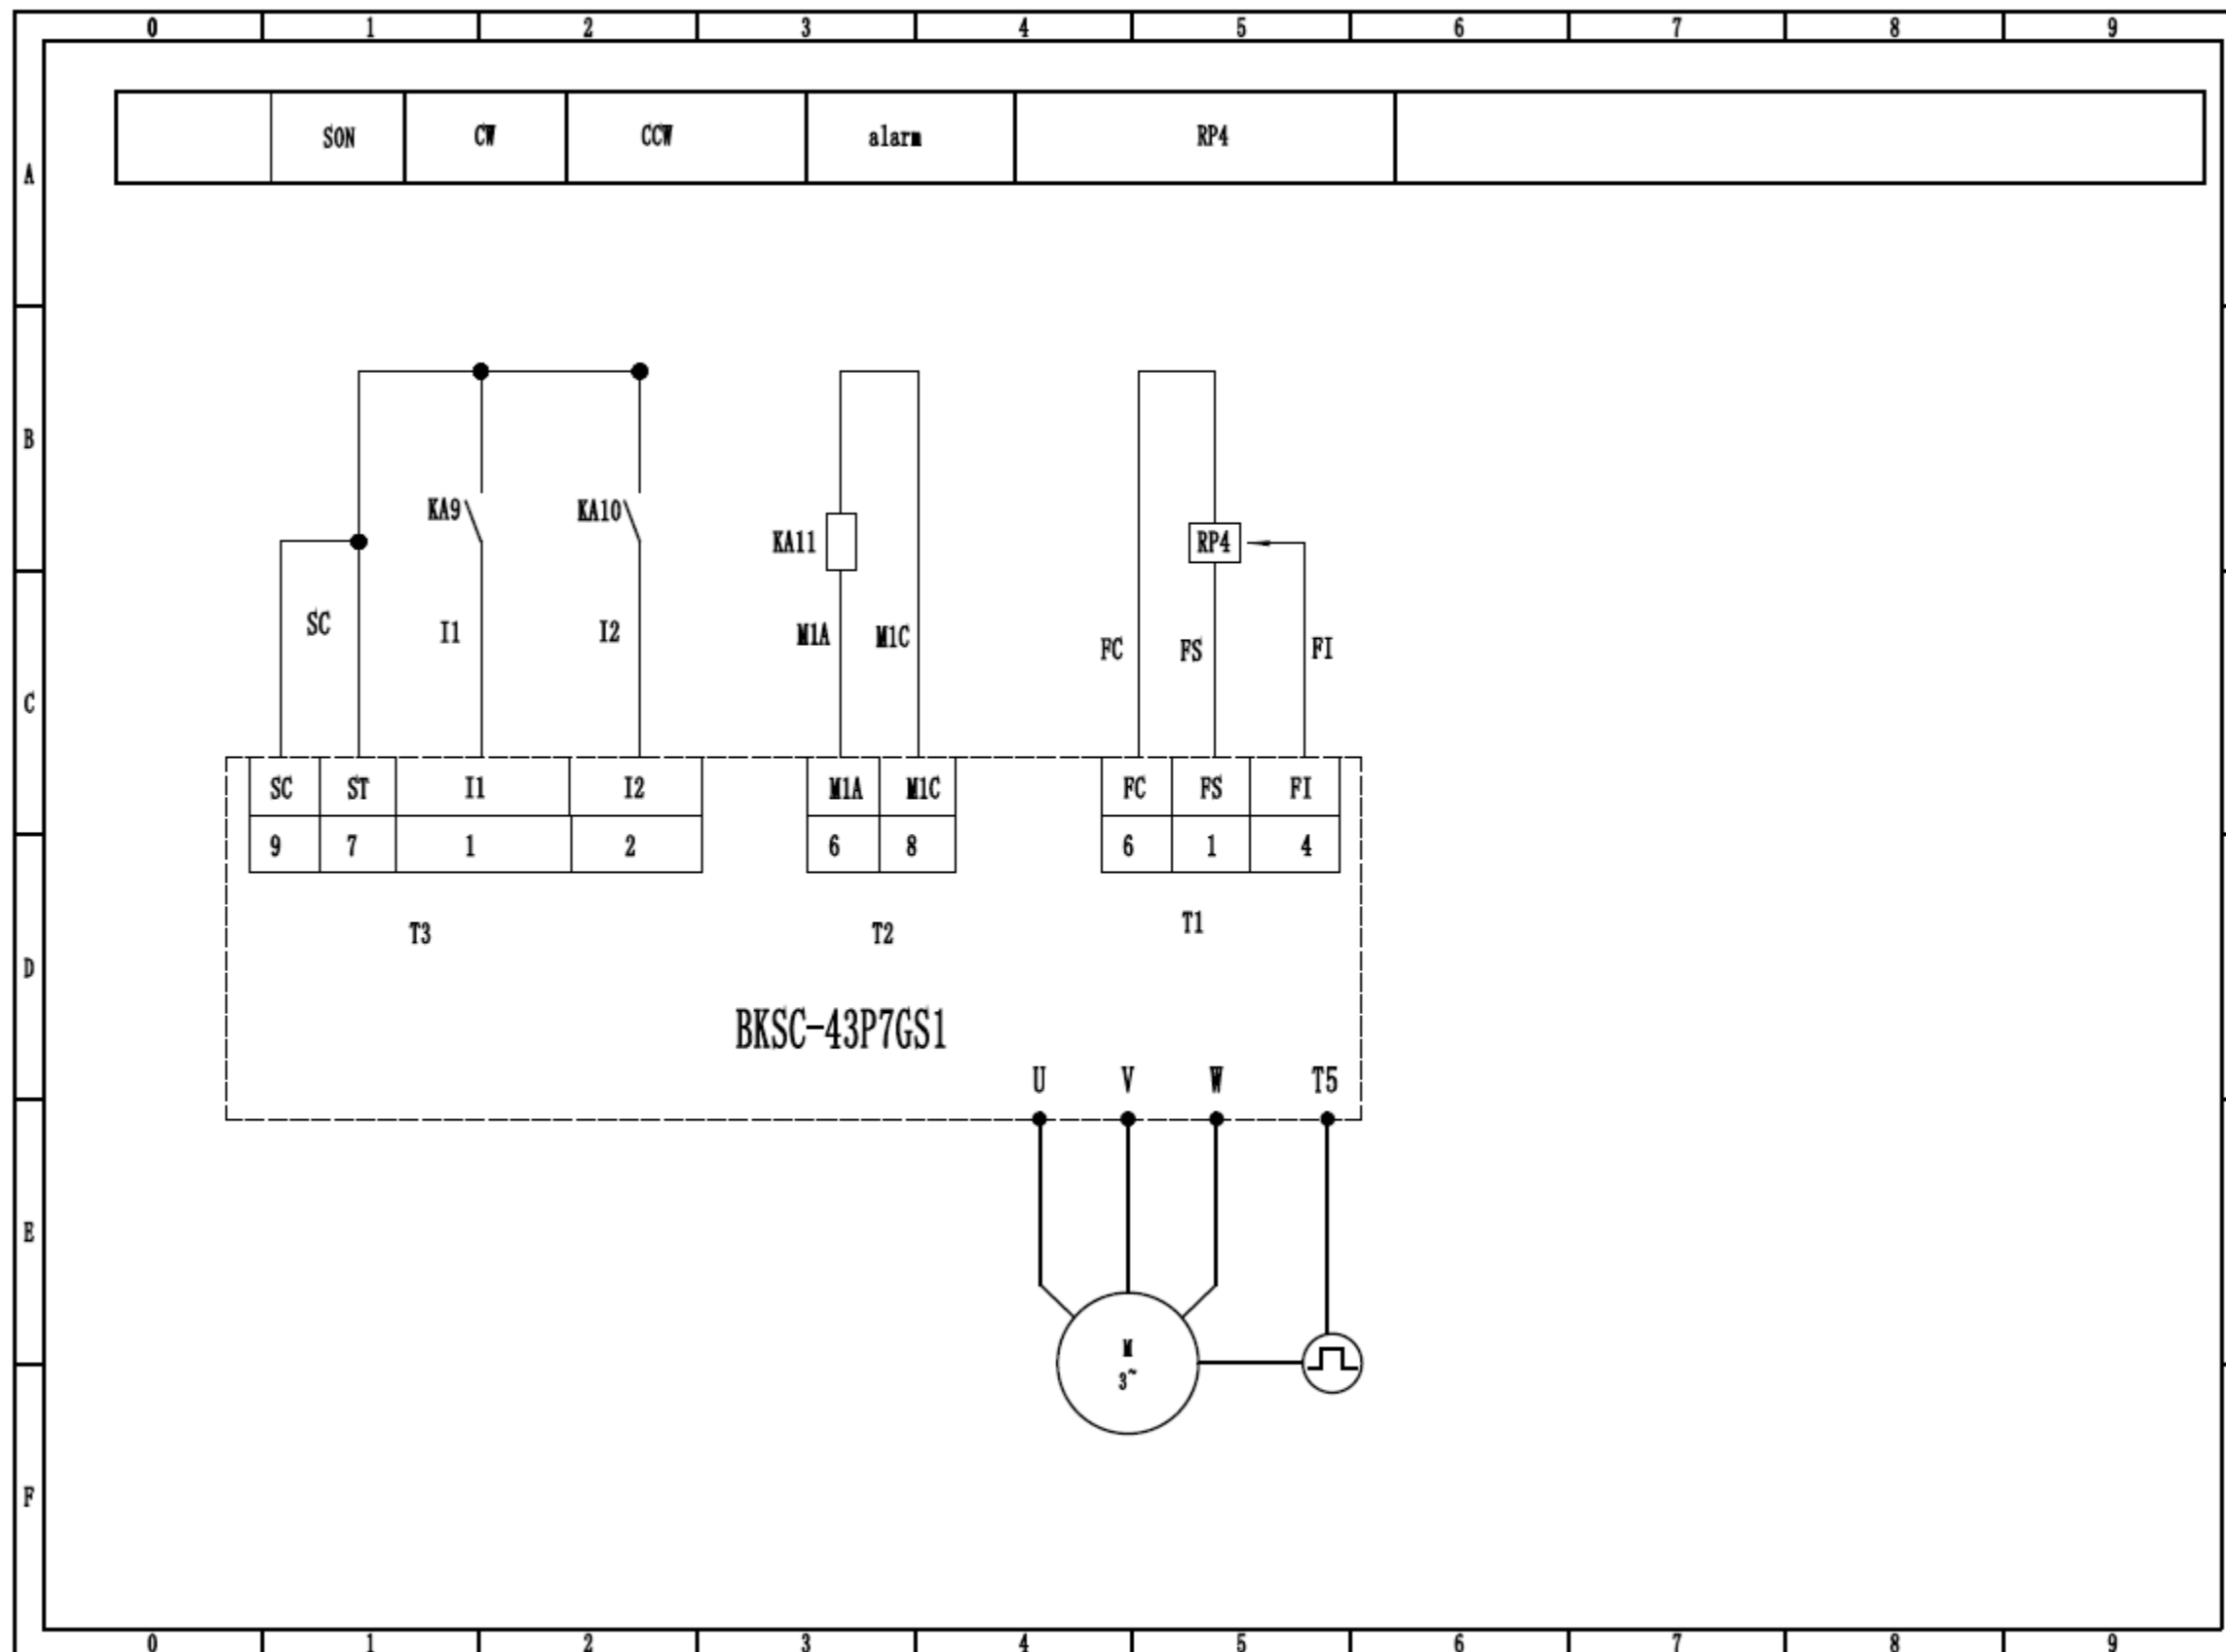 0 1 2 3 4 5 6 7 8 9
SON CW CCW alarm RP4
A
B
KA9 KA10 KA11 RP4
SC I1 I2 M1A M1C FC FS FI
C
SC ST I1 I2 M1A M1C FC FS FI
9 7 1 2 6 8 6 1 4
T3 T2 T1
D
BKSC-43P7GS1
U V W T5
E
M
3~
F
0 1 2 3 4 5 6 7 8 9